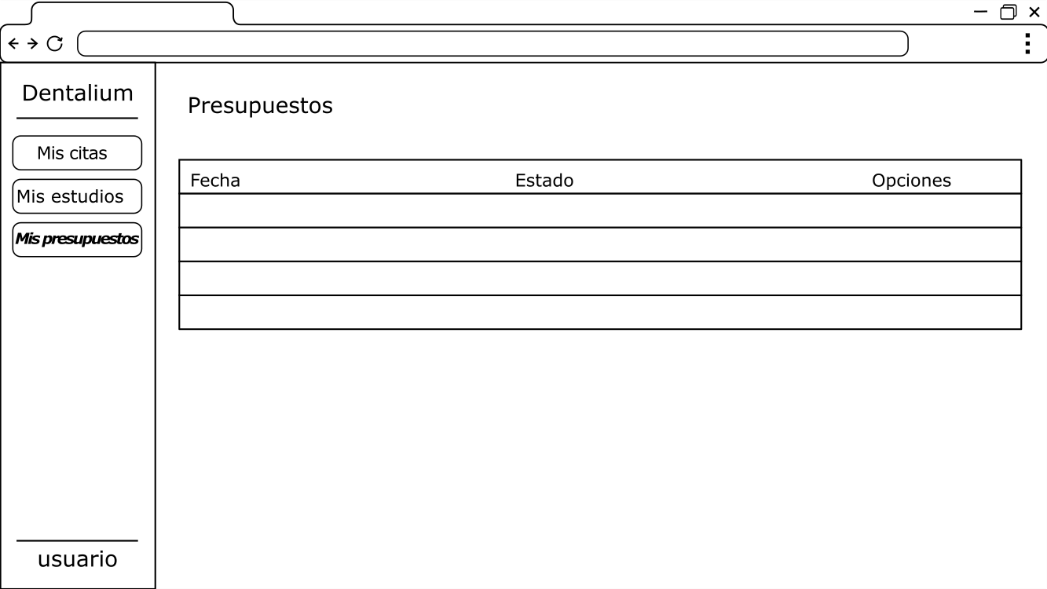 Dentalium
Mis citas
Mis estudios
Mis presupuestos
usuario
Presupuestos
Fecha Estado Opciones